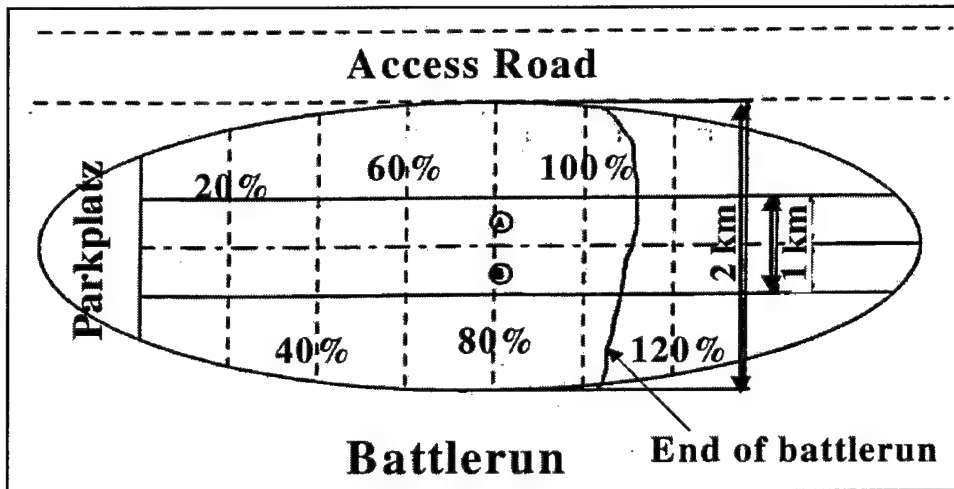 Access Road
Parkplatz
20%
60%
100%
A
2 km
1 km
40%
80%
120%
Battlerun
End of battlerun